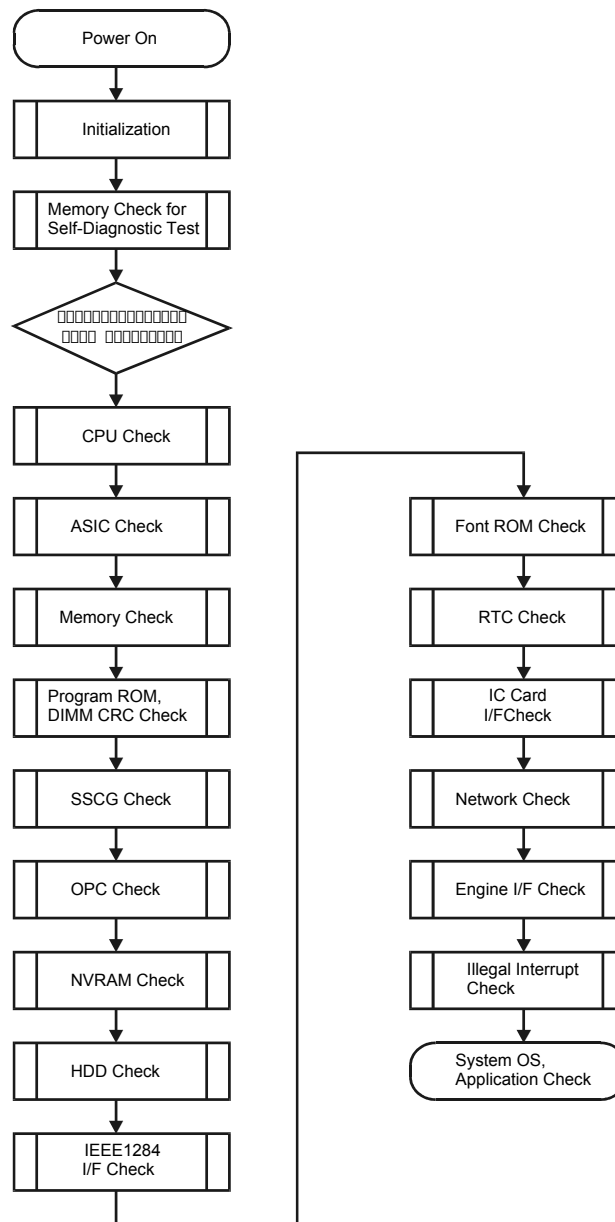 Power On
Initialization
Memory Check for
Self-Diagnostic Test
CPU Check
ASIC Check
Memory Check
Program ROM,
DIMM CRC Check
SSCG Check
OPC Check
NVRAM Check
HDD Check
IEEE1284
I/F Check
Font ROM Check
RTC Check
IC Card
I/FCheck
Network Check
Engine I/F Check
Illegal Interrupt
Check
System OS,
Application Check